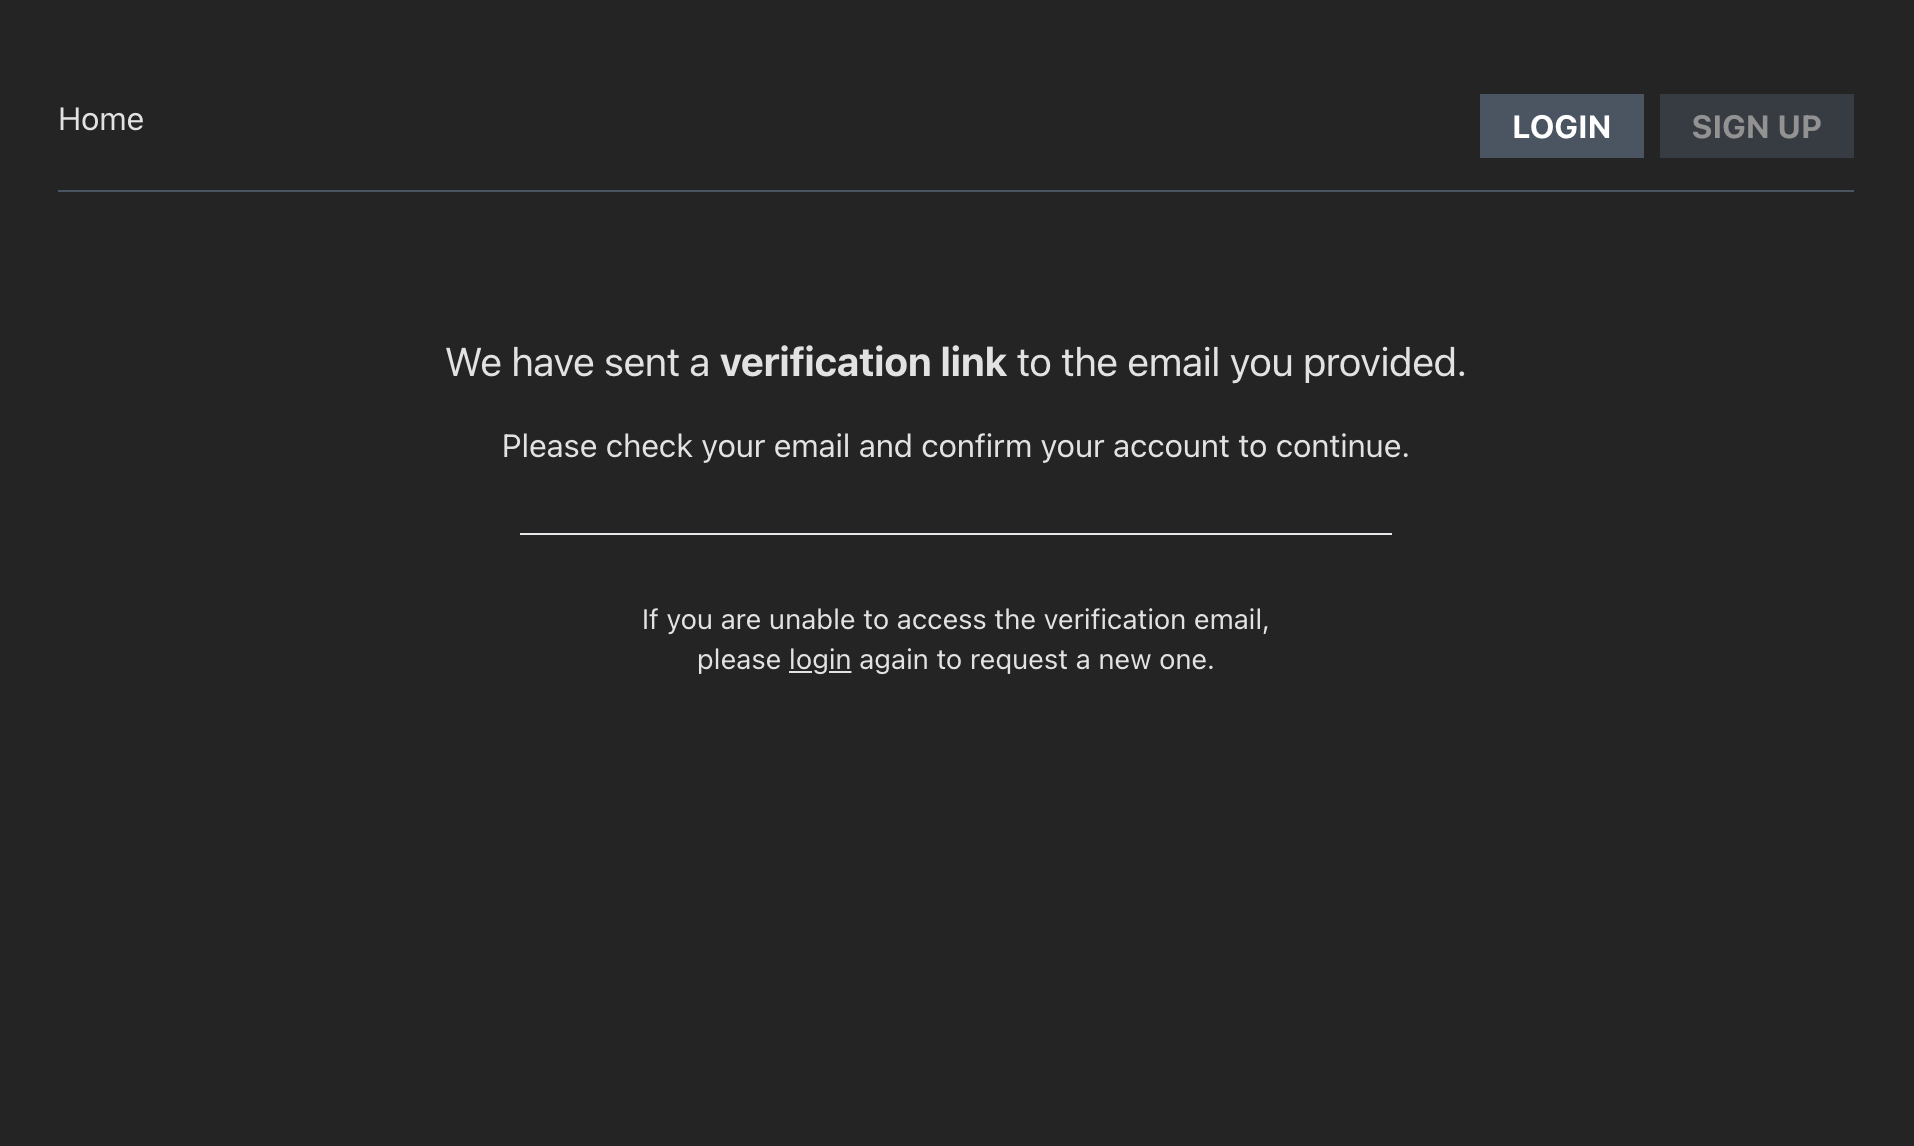 Home
LOGIN
SIGN UP
We have sent a verification link to the email you provided.
Please check your email and confirm your account to continue.
If you are unable to access the verification email,
please login again to request a new one.